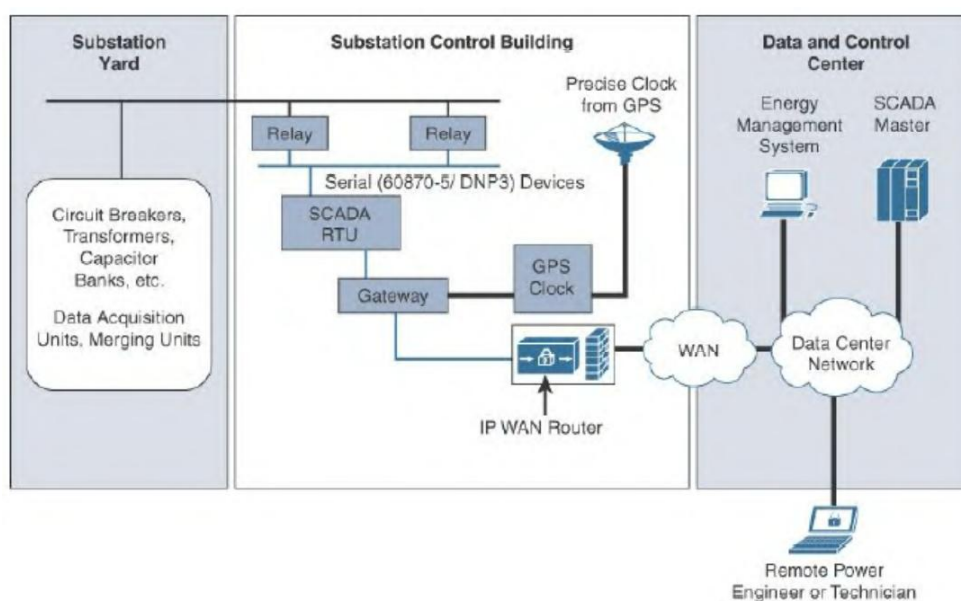 Substation
Yard
Substation Control Building
Data and Control
Center
Precise Clock
from GPS
Energy
Management
System
SCADA
Master
Relay
Relay
Serial (60870-5/ DNP3) Devices
Circuit Breakers,
Transformers,
Capacitor
Banks, etc.
Data Acquisition
Units, Merging Units
SCADA
RTU
Gateway
GPS
Clock
WAN
Data Center
Network
IP WAN Router
Remote Power
Engineer or Technician